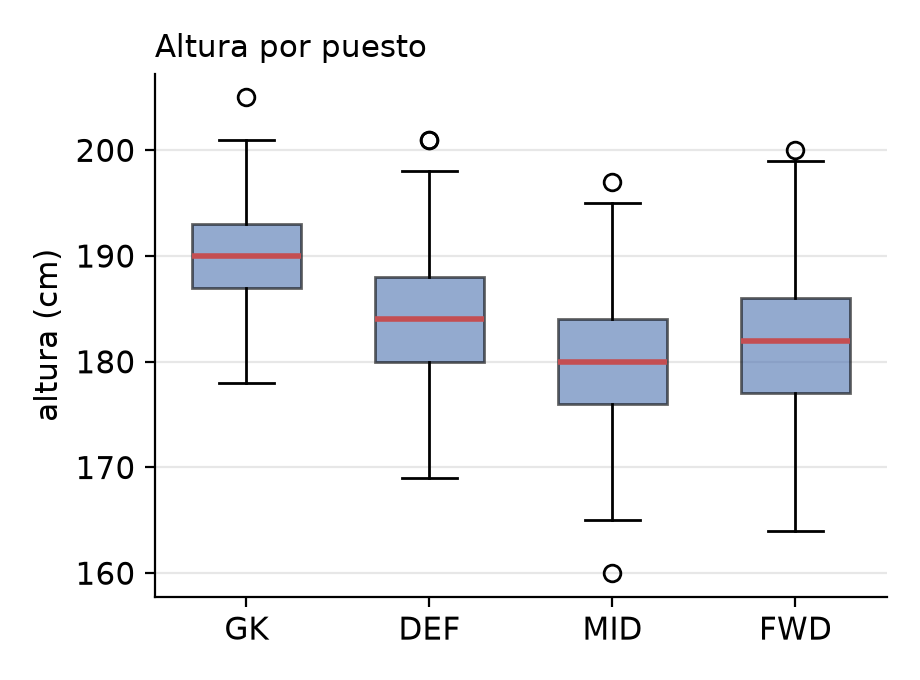 Altura por puesto
altura (cm)
200
190
180
170
160
GK DEF MID FWD